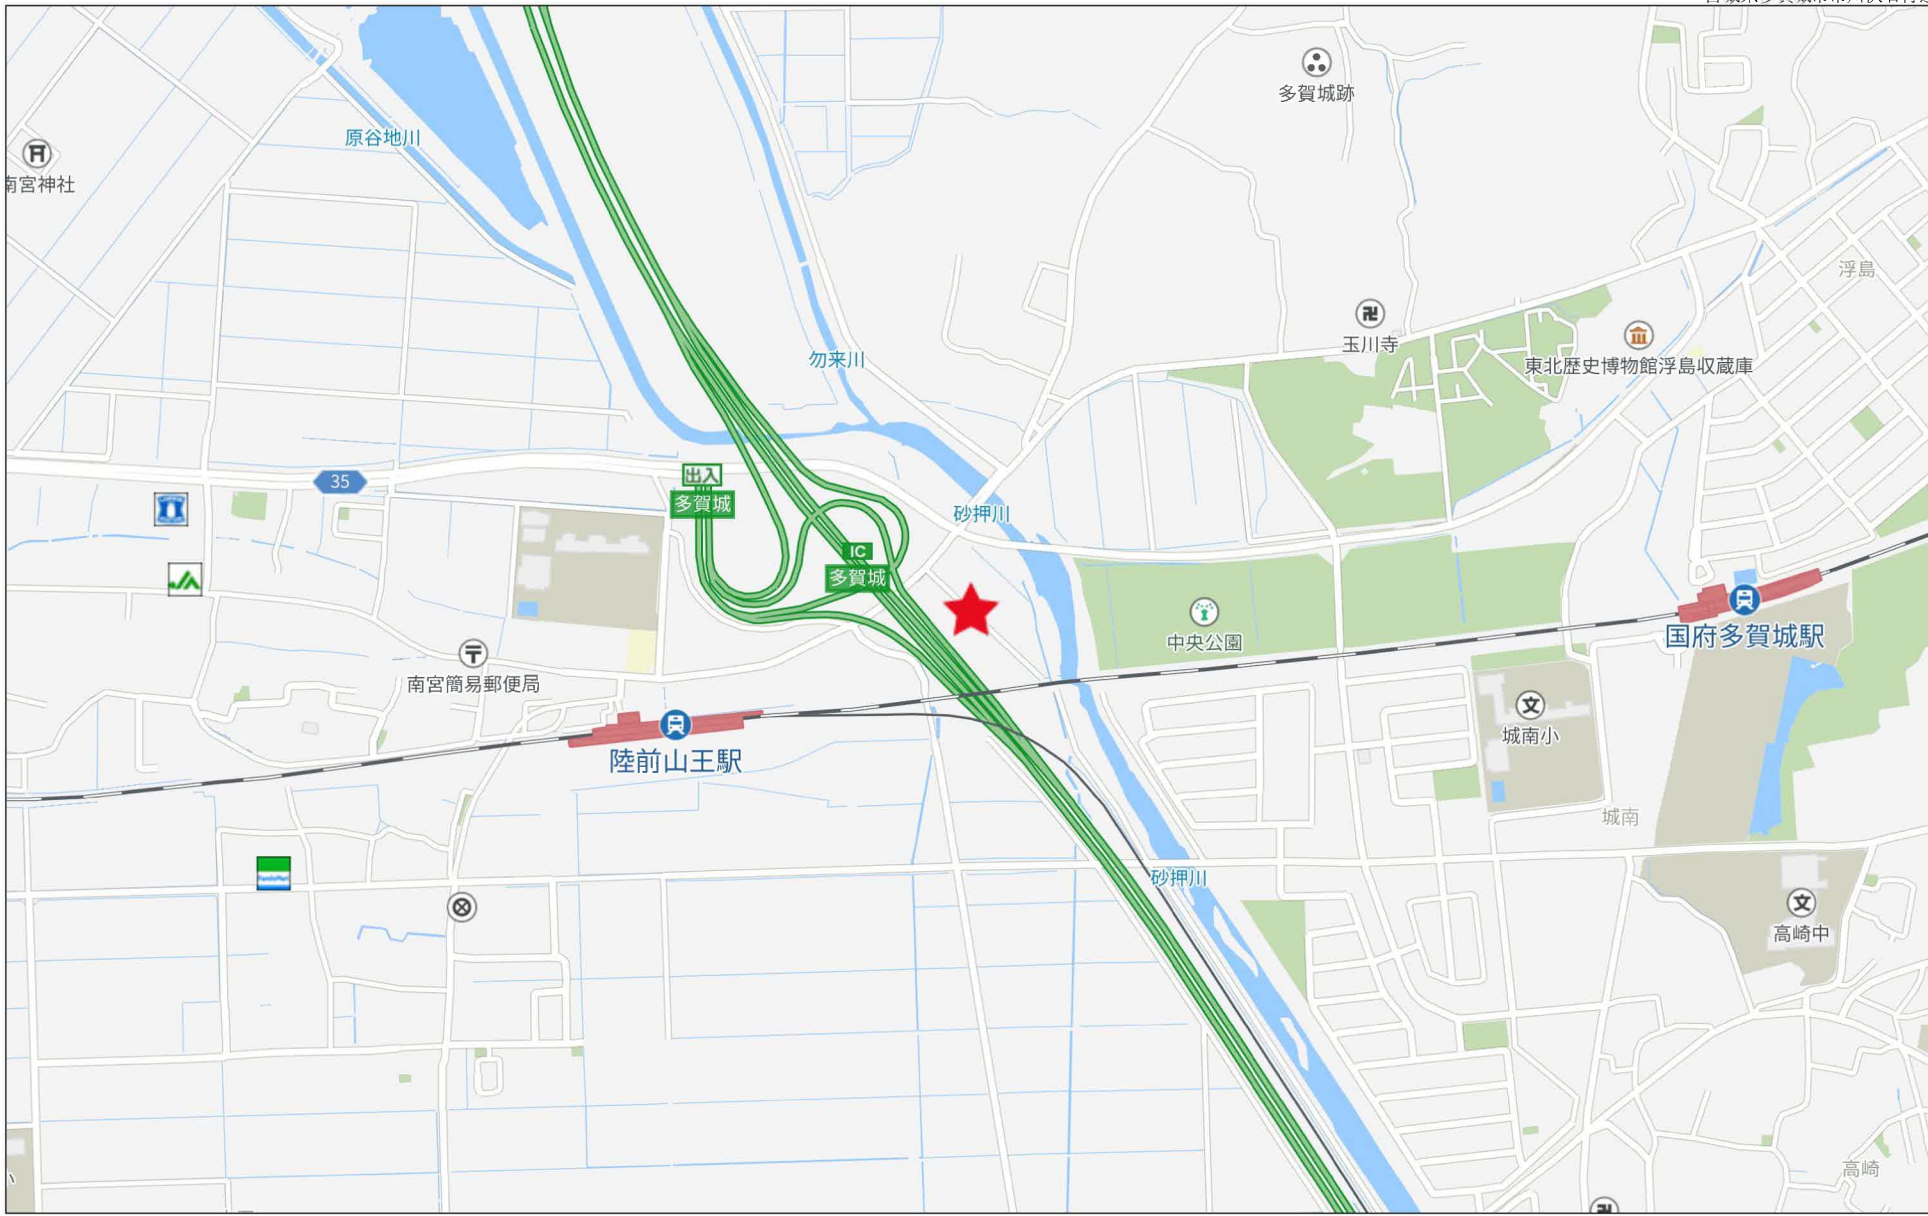 多賀城跡
原谷地川
南宮神社
浮島
玉川寺
勿来川
東北歴史博物館浮島収蔵庫
出入
35
多賀城
砂押川
IC
多賀城
中央公園
国府多賀城駅
南宮簡易郵便局
城南小
陸前山王駅
城南
砂押川
FamilyMart
高崎中
高崎